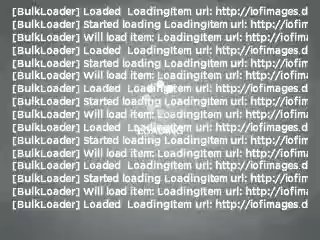 [BulkLoader] Loaded LoadingItem url: http://iofimages.d
[BulkLoader] Started loading LoadingItem url: http://iofim
[BulkLoader] Will load item: LoadingItem url: http://iofima
[BulkLoader] Loaded LoadingItem url: http://iofimages.d
[BulkLoader] Started loading LoadingItem url: http://iofim
[BulkLoader] Will load item: LoadingItem url: http://iofima
[BulkLoader] Loaded LoadingItem url: http://iofimages.d
[BulkLoader] Started loading LoadingItem url: http://iofim
[BulkLoader] Will load item: LoadingItem url: http://iofima
[BulkLoader] Loaded LoadingItem url: http://iofimages.d
[BulkLoader] Started loading LoadingItem url: http://iofim
[BulkLoader] Will load item: LoadingItem url: http://iofima
[BulkLoader] Loaded LoadingItem url: http://iofimages.d
[BulkLoader] Started loading LoadingItem url: http://iofim
[BulkLoader] Will load item: LoadingItem url: http://iofima
[BulkLoader] Loaded LoadingItem url: http://iofimages.d